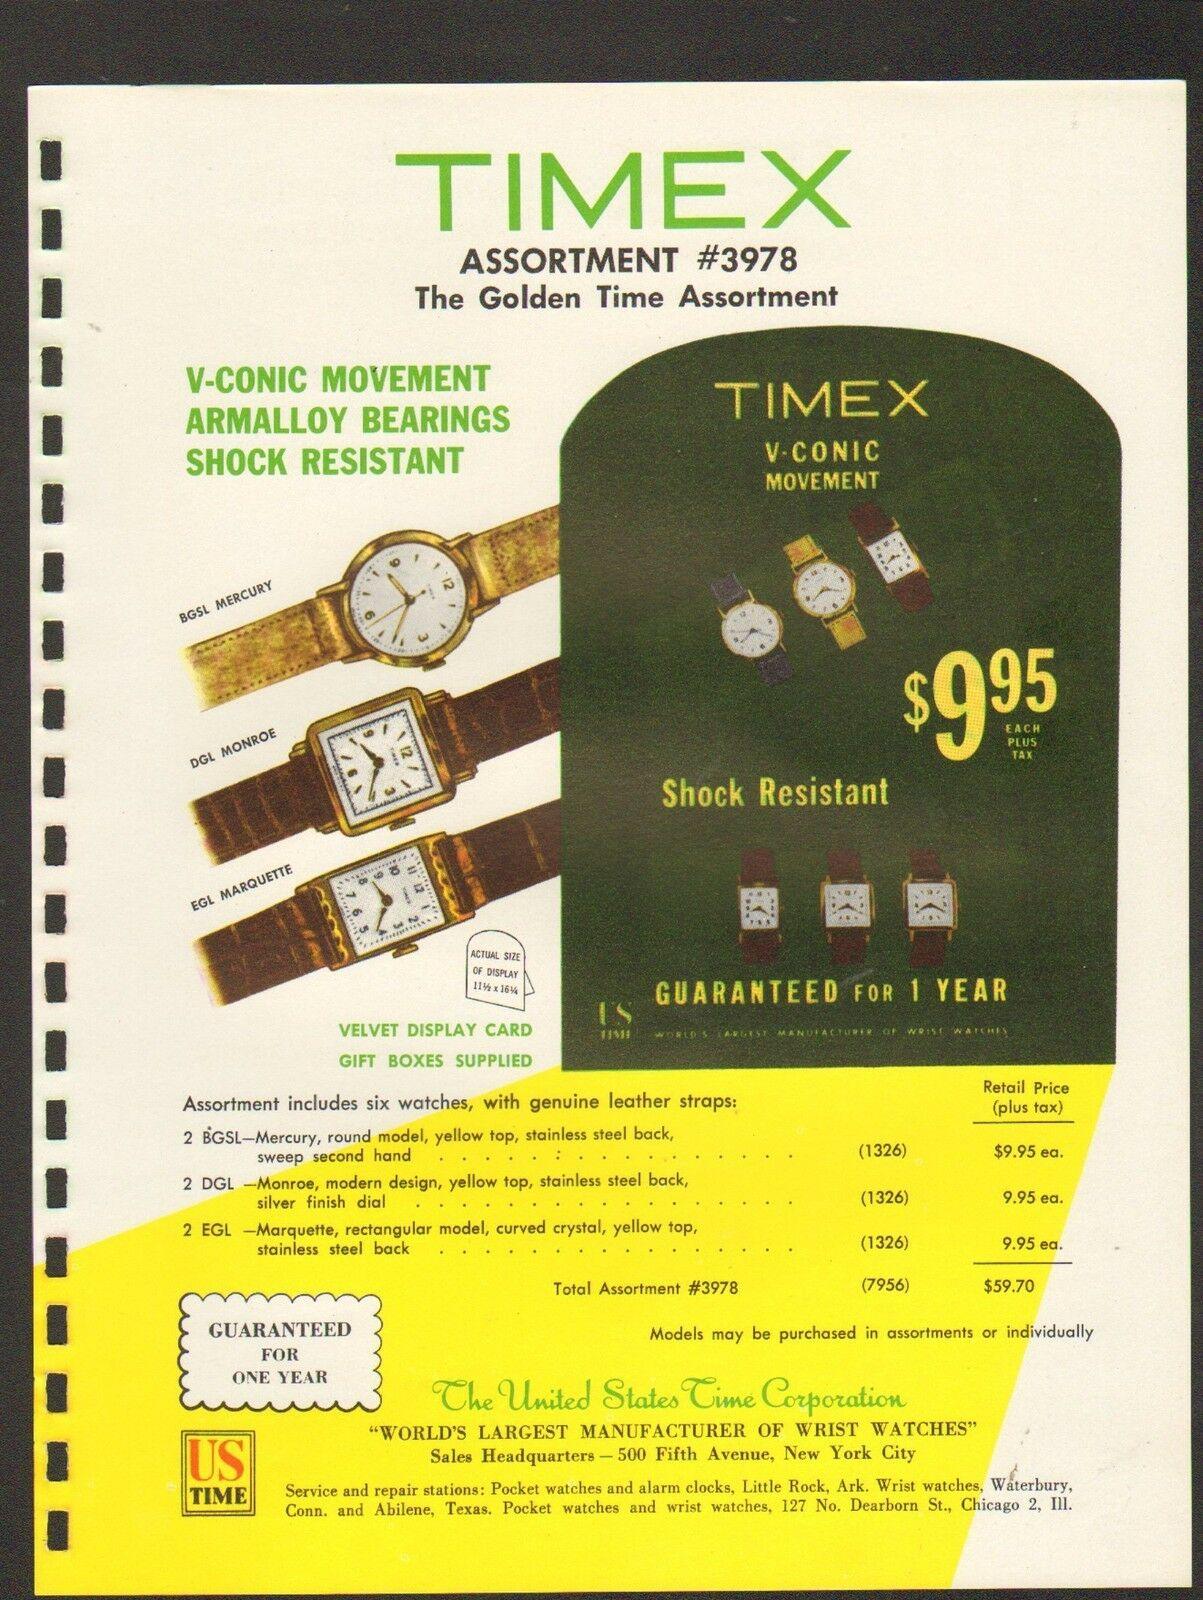 TIMEX
ASSORTMENT #3978
The Golden Time Assortment
V-CONIC MOVEMENT
ARMALLOY BEARINGS
SHOCK RESISTANT
BGSL MERCURY
DGL MONROE
EGL MARQUETTE
ACTUAL SIZE
OF DISPLAY
11½ x 16¼
VELVET DISPLAY CARD
GIFT BOXES SUPPLIED
TIMEX
V-CONIC
MOVEMENT
$9.95
EACH
PLUS
TAX
Shock Resistant
GUARANTEED FOR 1 YEAR
US
TIME
WORLD'S LARGEST MANUFACTURER OF WRIST WATCHES
Retail Price
(plus tax)
Assortment includes six watches, with genuine leather straps:
2 BGSL—Mercury, round model, yellow top, stainless steel back,
sweep second hand . . . . . . . . . . . . . . . . (1326) $9.95 ea.
2 DGL —Monroe, modern design, yellow top, stainless steel back,
silver finish dial . . . . . . . . . . . . . . . . . (1326) 9.95 ea.
2 EGL —Marquette, rectangular model, curved crystal, yellow top,
stainless steel back . . . . . . . . . . . . . . . . (1326) 9.95 ea.
Total Assortment #3978 (7956) $59.70
Models may be purchased in assortments or individually
GUARANTEED
FOR
ONE YEAR
The United States Time Corporation
"WORLD'S LARGEST MANUFACTURER OF WRIST WATCHES"
Sales Headquarters — 500 Fifth Avenue, New York City
US
TIME
Service and repair stations: Pocket watches and alarm clocks, Little Rock, Ark. Wrist watches, Waterbury,
Conn. and Abilene, Texas. Pocket watches and wrist watches, 127 No. Dearborn St., Chicago 2, Ill.